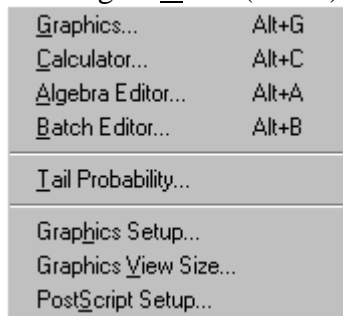 Graphics... Alt+G
Calculator... Alt+C
Algebra Editor... Alt+A
Batch Editor... Alt+B
Tail Probability...
Graphics Setup...
Graphics View Size...
PostScript Setup...